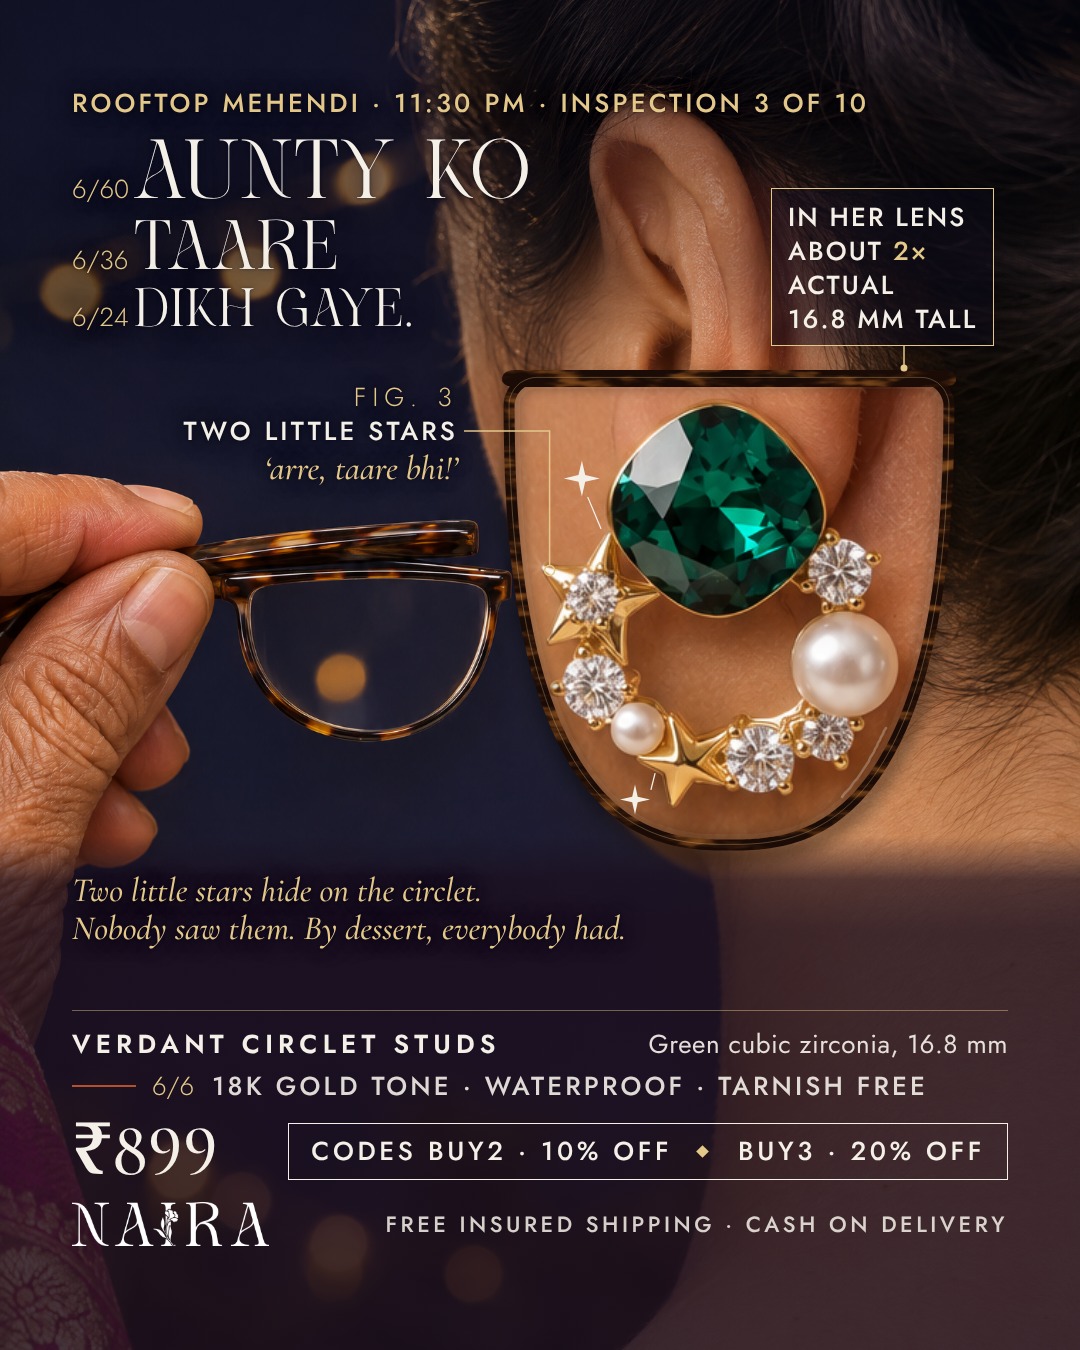 ROOFTOP MEHENDI · 11:30 PM · INSPECTION 3 OF 10
6/60 AUNTY KO
6/36 TAARE
6/24 DIKH GAYE.
IN HER LENS
ABOUT 2×
ACTUAL
16.8 MM TALL
FIG. 3
TWO LITTLE STARS
‘arre, taare bhi!’
Two little stars hide on the circlet.
Nobody saw them. By dessert, everybody had.
VERDANT CIRCLET STUDS
Green cubic zirconia, 16.8 mm
6/6 18K GOLD TONE · WATERPROOF · TARNISH FREE
₹899
CODES BUY2 · 10% OFF ◆ BUY3 · 20% OFF
NAIRA
FREE INSURED SHIPPING · CASH ON DELIVERY